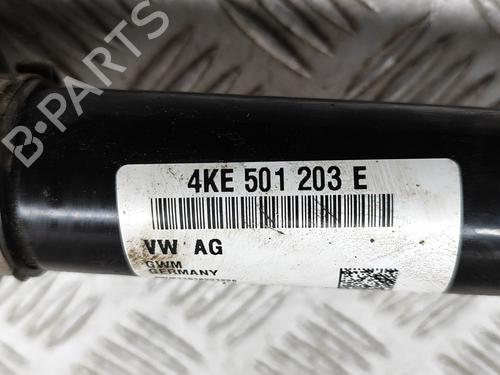 B-PARTS
4KE 501 203 E
VW AG
GWM
GERMANY